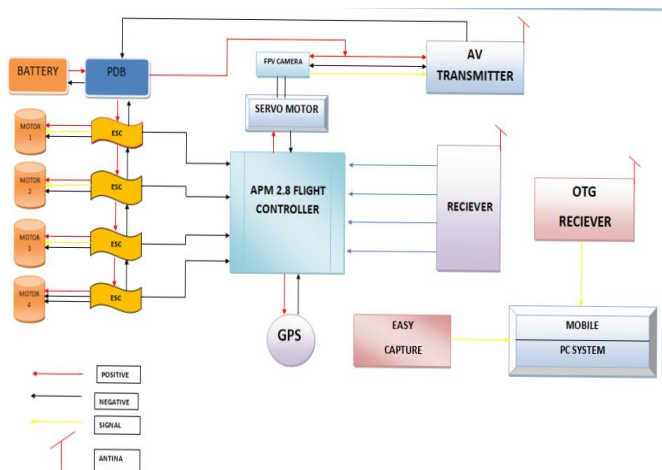 AV
TRANSMITTER
FPV CAMERA
BATTERY
PDB
SERVO MOTOR
MOTOR
1
ESC
MOTOR
2
ESC
MOTOR
3
ESC
MOTOR
4
ESC
APM 2.8 FLIGHT
CONTROLLER
RECIEVER
OTG
RECIEVER
GPS
EASY
CAPTURE
MOBILE
PC SYSTEM
POSITIVE
NEGATIVE
SIGNAL
ANTINA